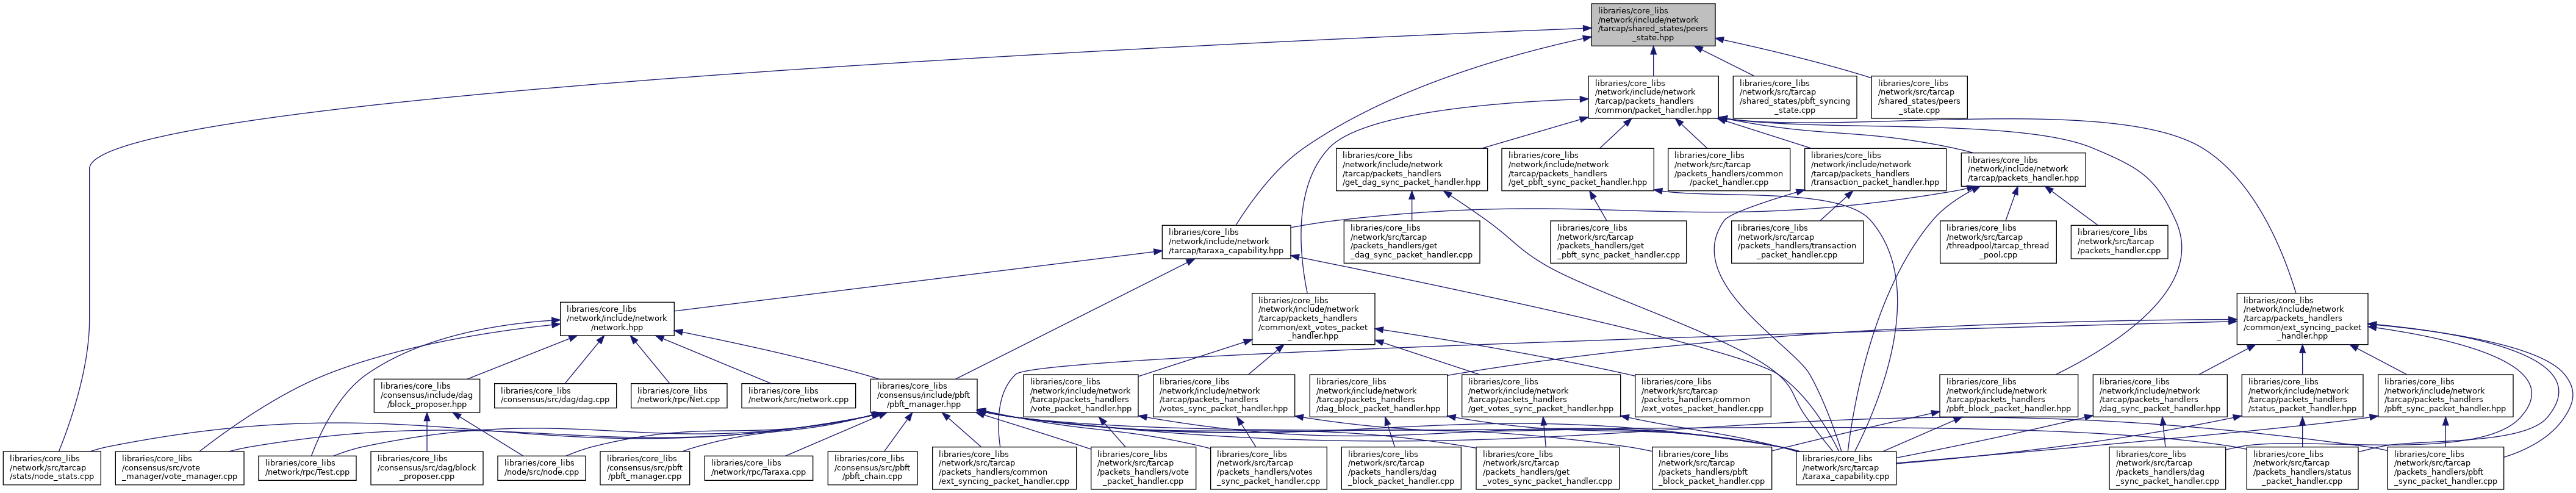 libraries/core_libs
/network/include/network
/tarcap/shared_states/peers
_state.hpp
libraries/core_libs
/network/include/network
/tarcap/packets_handlers
/common/packet_handler.hpp
libraries/core_libs
/network/src/tarcap
/shared_states/pbft_syncing
_state.cpp
libraries/core_libs
/network/src/tarcap
/shared_states/peers
_state.cpp
libraries/core_libs
/network/include/network
/tarcap/packets_handlers
/get_dag_sync_packet_handler.hpp
libraries/core_libs
/network/include/network
/tarcap/packets_handlers
/get_pbft_sync_packet_handler.hpp
libraries/core_libs
/network/src/tarcap
/packets_handlers/common
/packet_handler.cpp
libraries/core_libs
/network/include/network
/tarcap/packets_handlers
/transaction_packet_handler.hpp
libraries/core_libs
/network/include/network
/tarcap/packets_handler.hpp
libraries/core_libs
/network/include/network
/tarcap/taraxa_capability.hpp
libraries/core_libs
/network/src/tarcap
/packets_handlers/get
_dag_sync_packet_handler.cpp
libraries/core_libs
/network/src/tarcap
/packets_handlers/get
_pbft_sync_packet_handler.cpp
libraries/core_libs
/network/src/tarcap
/packets_handlers/transaction
_packet_handler.cpp
libraries/core_libs
/network/src/tarcap
/threadpool/tarcap_thread
_pool.cpp
libraries/core_libs
/network/src/tarcap
/packets_handler.cpp
libraries/core_libs
/network/include/network
/network.hpp
libraries/core_libs
/network/include/network
/tarcap/packets_handlers
/common/ext_votes_packet
_handler.hpp
libraries/core_libs
/network/include/network
/tarcap/packets_handlers
/common/ext_syncing_packet
_handler.hpp
libraries/core_libs
/consensus/include/dag
/block_proposer.hpp
libraries/core_libs
/consensus/src/dag/dag.cpp
libraries/core_libs
/network/rpc/Net.cpp
libraries/core_libs
/network/src/network.cpp
libraries/core_libs
/consensus/include/pbft
/pbft_manager.hpp
libraries/core_libs
/network/include/network
/tarcap/packets_handlers
/vote_packet_handler.hpp
libraries/core_libs
/network/include/network
/tarcap/packets_handlers
/votes_sync_packet_handler.hpp
libraries/core_libs
/network/include/network
/tarcap/packets_handlers
/dag_block_packet_handler.hpp
libraries/core_libs
/network/include/network
/tarcap/packets_handlers
/get_votes_sync_packet_handler.hpp
libraries/core_libs
/network/src/tarcap
/packets_handlers/common
/ext_votes_packet_handler.cpp
libraries/core_libs
/network/include/network
/tarcap/packets_handlers
/pbft_block_packet_handler.hpp
libraries/core_libs
/network/include/network
/tarcap/packets_handlers
/dag_sync_packet_handler.hpp
libraries/core_libs
/network/include/network
/tarcap/packets_handlers
/status_packet_handler.hpp
libraries/core_libs
/network/include/network
/tarcap/packets_handlers
/pbft_sync_packet_handler.hpp
libraries/core_libs
/network/src/tarcap
/stats/node_stats.cpp
libraries/core_libs
/consensus/src/vote
_manager/vote_manager.cpp
libraries/core_libs
/network/rpc/Test.cpp
libraries/core_libs
/consensus/src/dag/block
_proposer.cpp
libraries/core_libs
/node/src/node.cpp
libraries/core_libs
/consensus/src/pbft
/pbft_manager.cpp
libraries/core_libs
/network/rpc/Taraxa.cpp
libraries/core_libs
/consensus/src/pbft
/pbft_chain.cpp
libraries/core_libs
/network/src/tarcap
/packets_handlers/common
/ext_syncing_packet_handler.cpp
libraries/core_libs
/network/src/tarcap
/packets_handlers/vote
_packet_handler.cpp
libraries/core_libs
/network/src/tarcap
/packets_handlers/votes
_sync_packet_handler.cpp
libraries/core_libs
/network/src/tarcap
/packets_handlers/dag
_block_packet_handler.cpp
libraries/core_libs
/network/src/tarcap
/packets_handlers/get
_votes_sync_packet_handler.cpp
libraries/core_libs
/network/src/tarcap
/packets_handlers/pbft
_block_packet_handler.cpp
libraries/core_libs
/network/src/tarcap
/taraxa_capability.cpp
libraries/core_libs
/network/src/tarcap
/packets_handlers/dag
_sync_packet_handler.cpp
libraries/core_libs
/network/src/tarcap
/packets_handlers/status
_packet_handler.cpp
libraries/core_libs
/network/src/tarcap
/packets_handlers/pbft
_sync_packet_handler.cpp